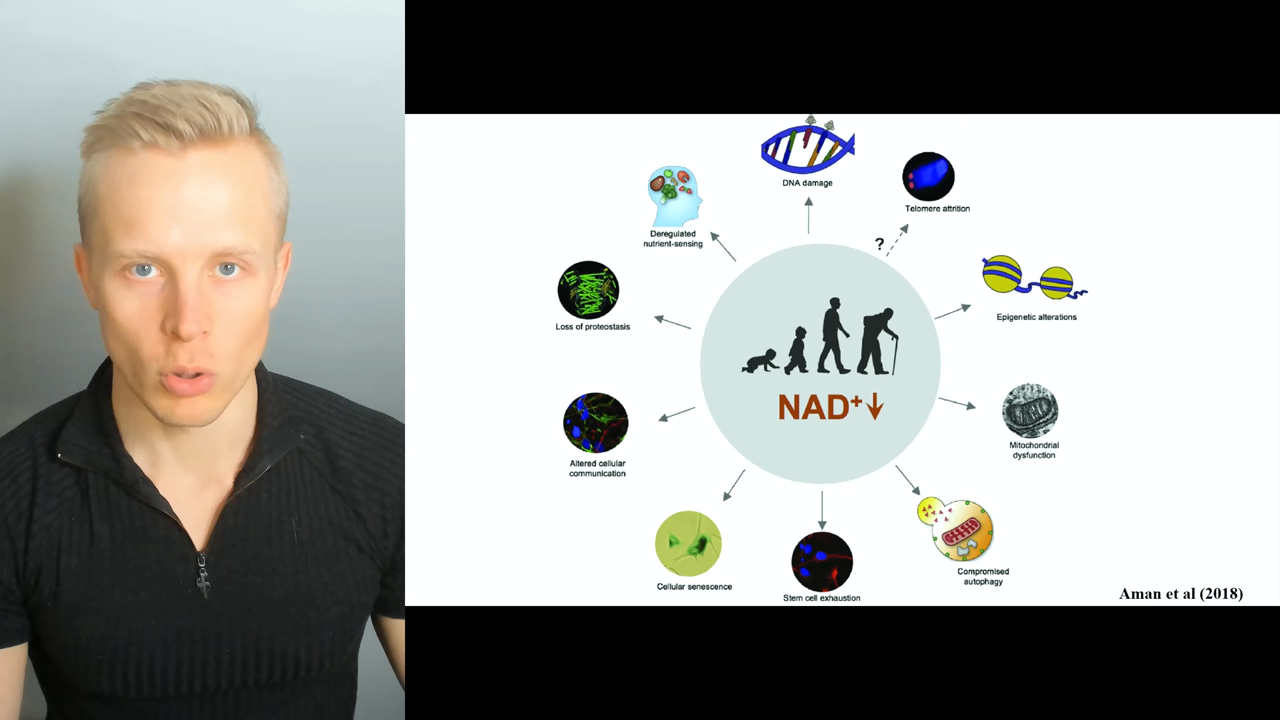 DNA damage
Telomere attrition
?
Deregulated
nutrient-sensing
Epigenetic alterations
Loss of proteostasis
NAD⁺↓
Mitochondrial
dysfunction
Altered cellular
communication
Compromised
autophagy
Cellular senescence
Stem cell exhaustion
Aman et al (2018)